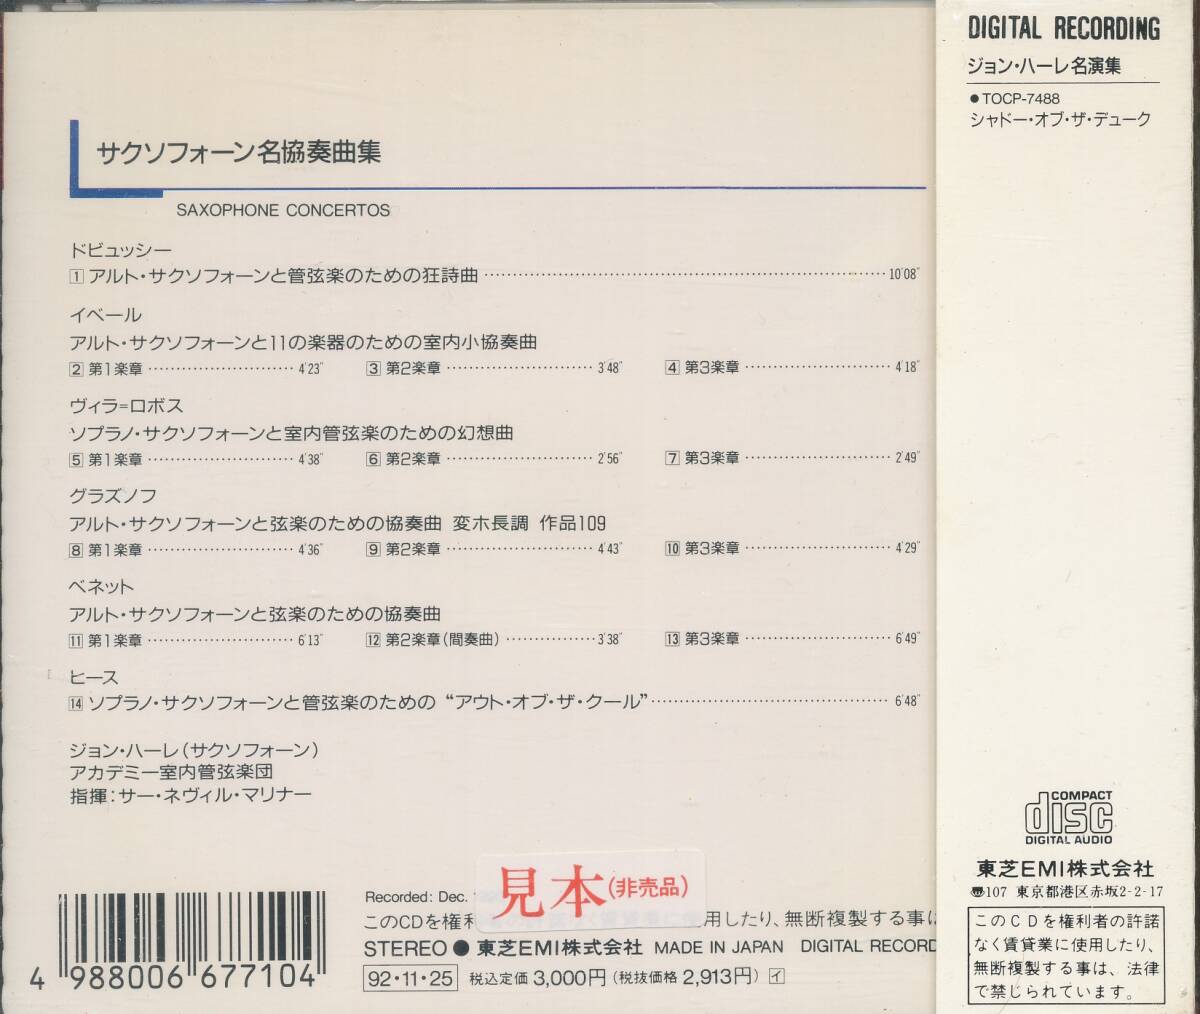 サクソフォーン名協奏曲集
SAXOPHONE CONCERTOS
ドビュッシー
1 アルト・サクソフォーンと管弦楽のための狂詩曲 10'08"
イベール
アルト・サクソフォーンと11の楽器のための室内小協奏曲
2 第1楽章 4'23" 3 第2楽章 3'48" 4 第3楽章 4'18"
ヴィラ=ロボス
ソプラノ・サクソフォーンと室内管弦楽のための幻想曲
5 第1楽章 4'38" 6 第2楽章 2'56" 7 第3楽章 2'49"
グラズノフ
アルト・サクソフォーンと弦楽のための協奏曲 変ホ長調 作品109
8 第1楽章 4'36" 9 第2楽章 4'43" 10 第3楽章 4'29"
ベネット
アルト・サクソフォーンと弦楽のための協奏曲
11 第1楽章 6'13" 12 第2楽章(間奏曲) 3'38" 13 第3楽章 6'49"
ヒース
14 ソプラノ・サクソフォーンと管弦楽のための “アウト・オブ・ザ・クール” 6'48"
ジョン・ハーレ(サクソフォーン)
アカデミー室内管弦楽団
指揮:サー・ネヴィル・マリナー
見本(非売品)
Recorded: Dec.
このCDを権利 なく賃貸業に使用したり、無断複製する事は
STEREO ● 東芝EMI株式会社 MADE IN JAPAN DIGITAL RECORD
92・11・25 税込定価 3,000円 (税抜価格 2,913円) イ
4 988006 677104
DIGITAL RECORDING
ジョン・ハーレ名演集
●TOCP-7488
シャドー・オブ・ザ・デューク
COMPACT
disc
DIGITAL AUDIO
東芝EMI株式会社
107 東京都港区赤坂2-2-17
このCDを権利者の許諾
なく賃貸業に使用したり、
無断複製する事は、法律
で禁じられています。